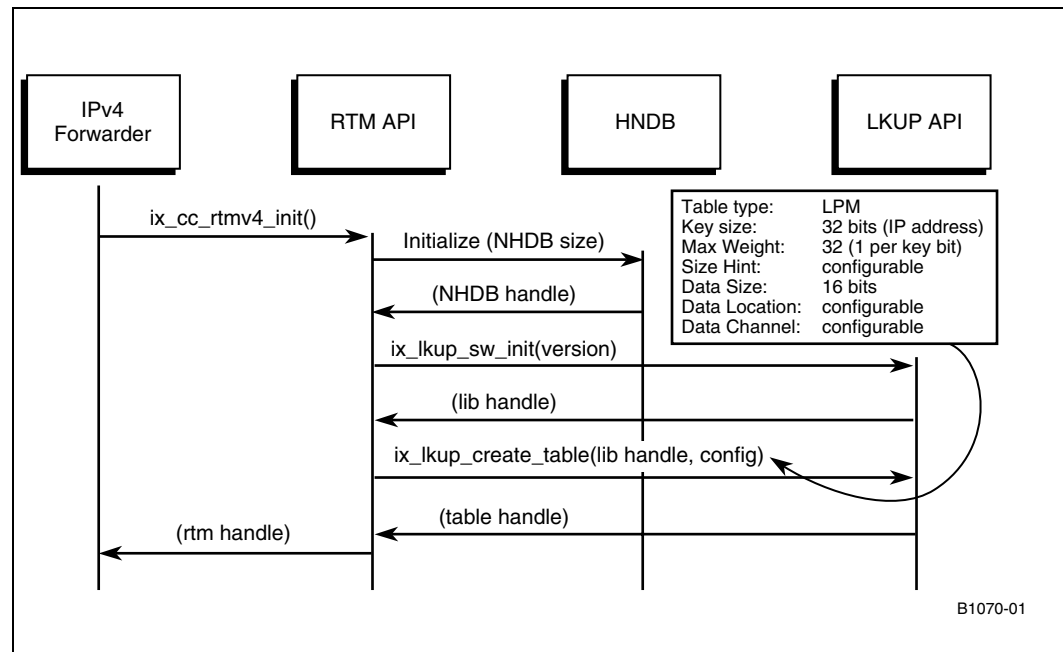 IPv4
Forwarder
RTM API
HNDB
LKUP API
ix_cc_rtmv4_init()
Initialize (NHDB size)
(NHDB handle)
Table type: LPM
Key size: 32 bits (IP address)
Max Weight: 32 (1 per key bit)
Size Hint: configurable
Data Size: 16 bits
Data Location: configurable
Data Channel: configurable
ix_lkup_sw_init(version)
(lib handle)
ix_lkup_create_table(lib handle, config)
(table handle)
(rtm handle)
B1070-01